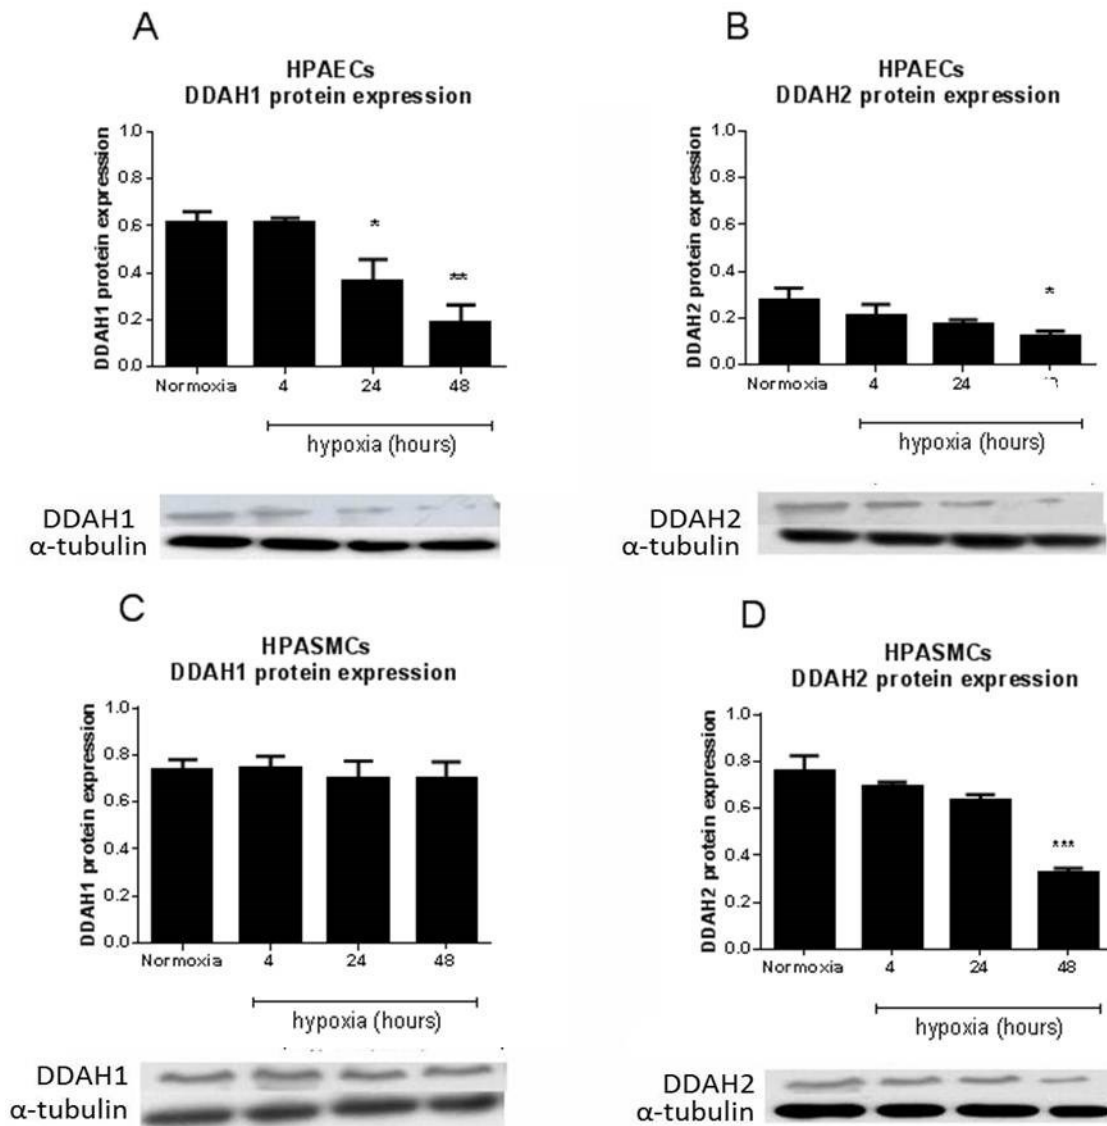 A
HPAECs
DDAH1 protein expression
DDAH1 protein expression
1.0
0.8
0.6
0.4
0.2
0.0
*
**
Normoxia 4 24 48
hypoxia (hours)
DDAH1
α-tubulin
B
HPAECs
DDAH2 protein expression
DDAH2 protein expression
1.0
0.8
0.6
0.4
0.2
0.0
*
Normoxia 4 24
hypoxia (hours)
DDAH2
α-tubulin
C
HPASMCs
DDAH1 protein expression
DDAH1 protein expression
1.0
0.8
0.6
0.4
0.2
0.0
Normoxia 4 24 48
hypoxia (hours)
DDAH1
α-tubulin
D
HPASMCs
DDAH2 protein expression
DDAH2 protein expression
1.0
0.8
0.6
0.4
0.2
0.0
***
Normoxia 4 24 48
hypoxia (hours)
DDAH2
α-tubulin